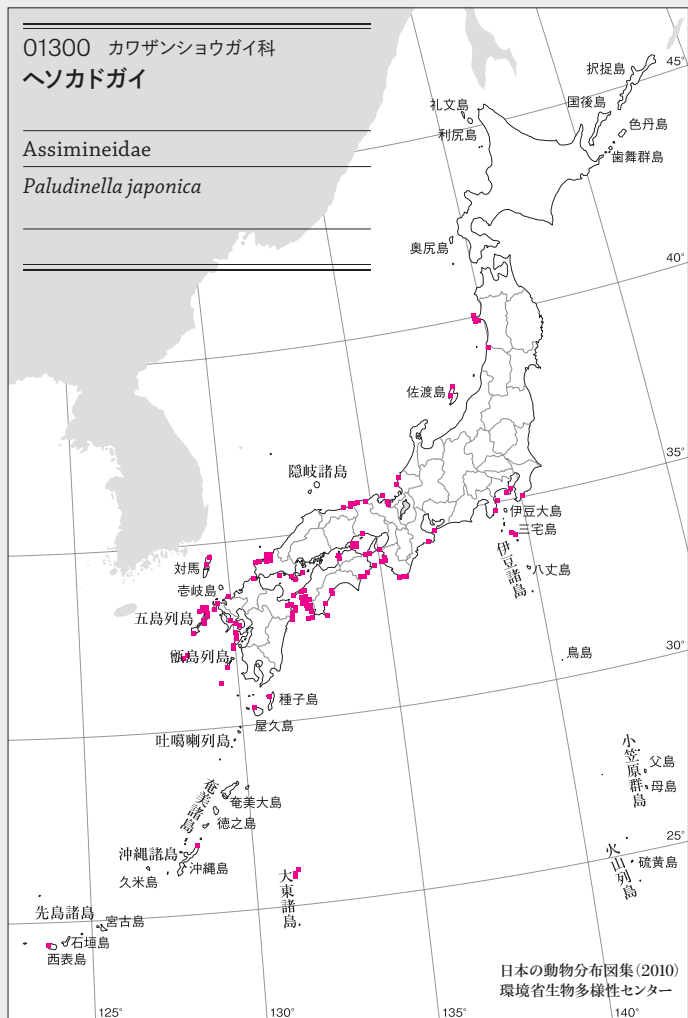 01300 カワザンショウガイ科
ヘソカドガイ
Assimineidae
Paludinella japonica
45°
択捉島
国後島
礼文島
色丹島
利尻島
歯舞群島
奥尻島
40°
佐渡島
隠岐諸島
35°
伊豆大島
三宅島
伊豆諸島
八丈島
対馬
壱岐島
五島列島
甑島列島
鳥島
30°
種子島
屋久島
吐噶喇列島
小笠原群島
父島
母島
奄美諸島
奄美大島
徳之島
沖縄諸島
沖縄島
久米島
大東諸島
25°
火山列島
硫黄島
先島諸島
宮古島
石垣島
西表島
日本の動物分布図集(2010)
環境省生物多様性センター
125°
130°
135°
140°